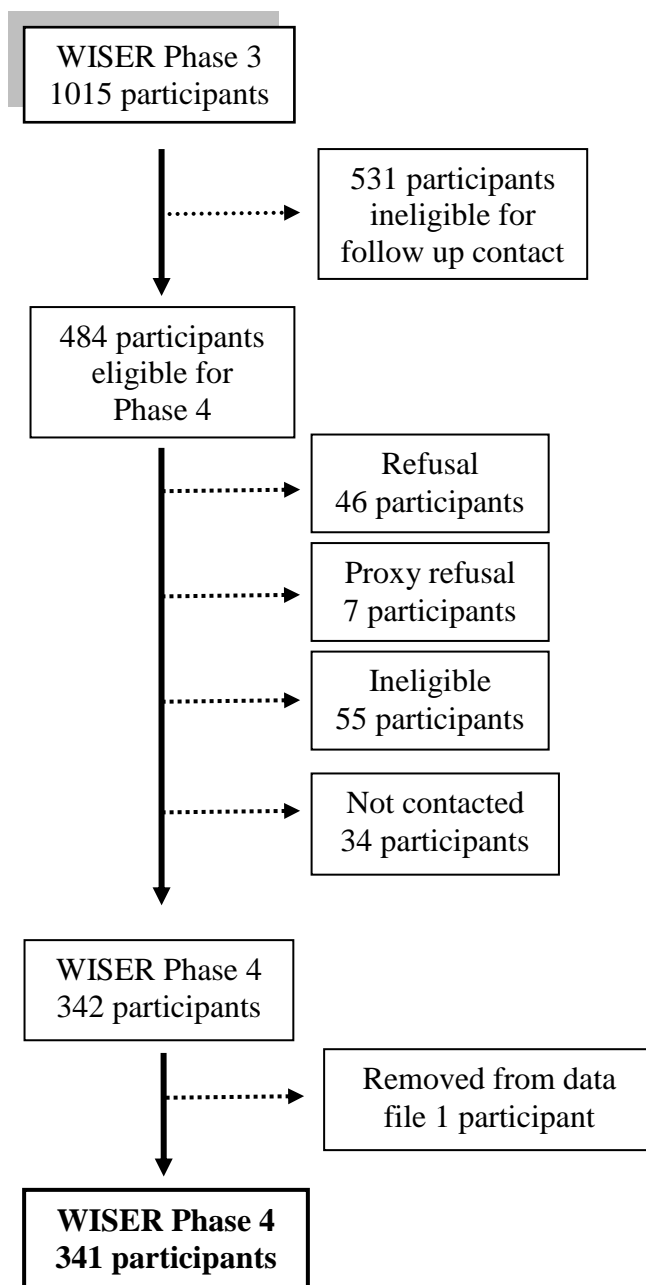 WISER Phase 3
1015 participants
531 participants
ineligible for
follow up contact
484 participants
eligible for
Phase 4
Refusal
46 participants
Proxy refusal
7 participants
Ineligible
55 participants
Not contacted
34 participants
WISER Phase 4
342 participants
Removed from data
file 1 participant
WISER Phase 4
341 participants